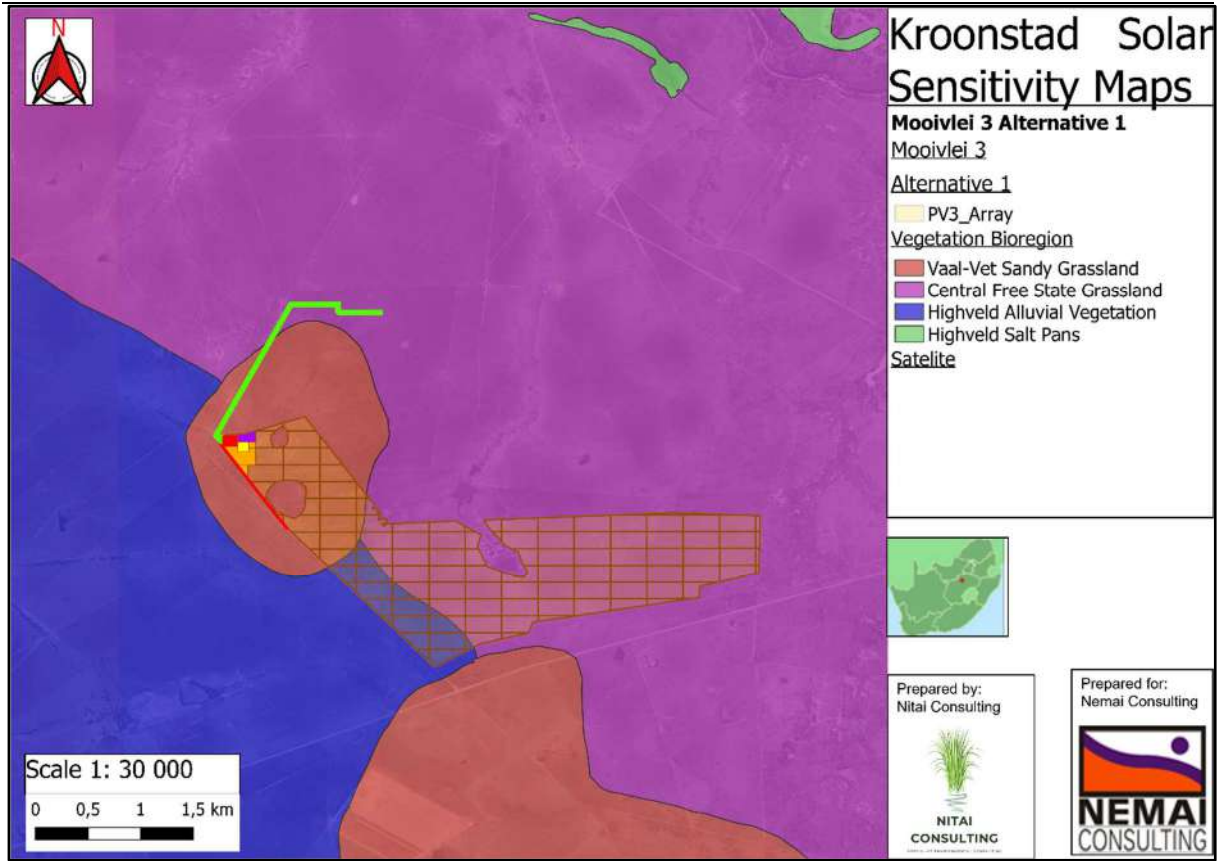 N
Kroonstad Solar
Sensitivity Maps
Mooivlei 3 Alternative 1
Mooivlei 3
Alternative 1
PV3_Array
Vegetation Bioregion
Vaal-Vet Sandy Grassland
Central Free State Grassland
Highveld Alluvial Vegetation
Highveld Salt Pans
Satelite
Scale 1: 30 000
0 0,5 1 1,5 km
Prepared by:
Nitai Consulting
NITAI
CONSULTING
Prepared for:
Nemai Consulting
NEMAI
CONSULTING